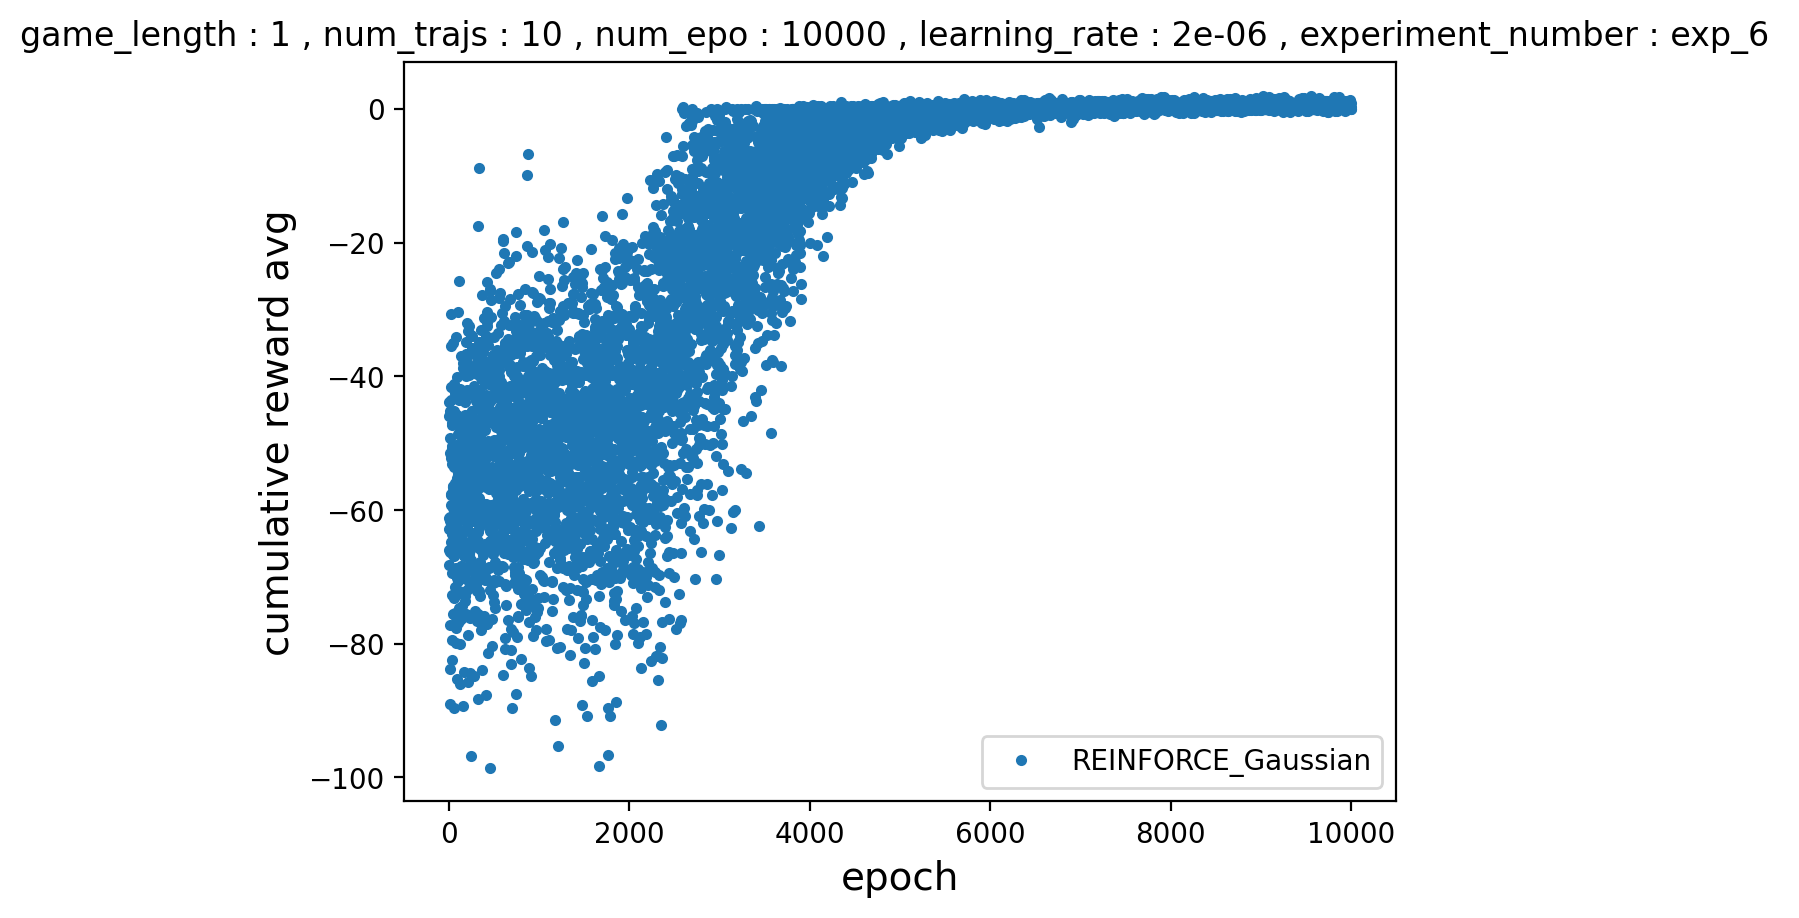 game_length : 1 , num_trajs : 10 , num_epo : 10000 , learning_rate : 2e-06 , experiment_number : exp_6
0
−20
−40
−60
−80
−100
cumulative reward avg
REINFORCE_Gaussian
0 2000 4000 6000 8000 10000
epoch